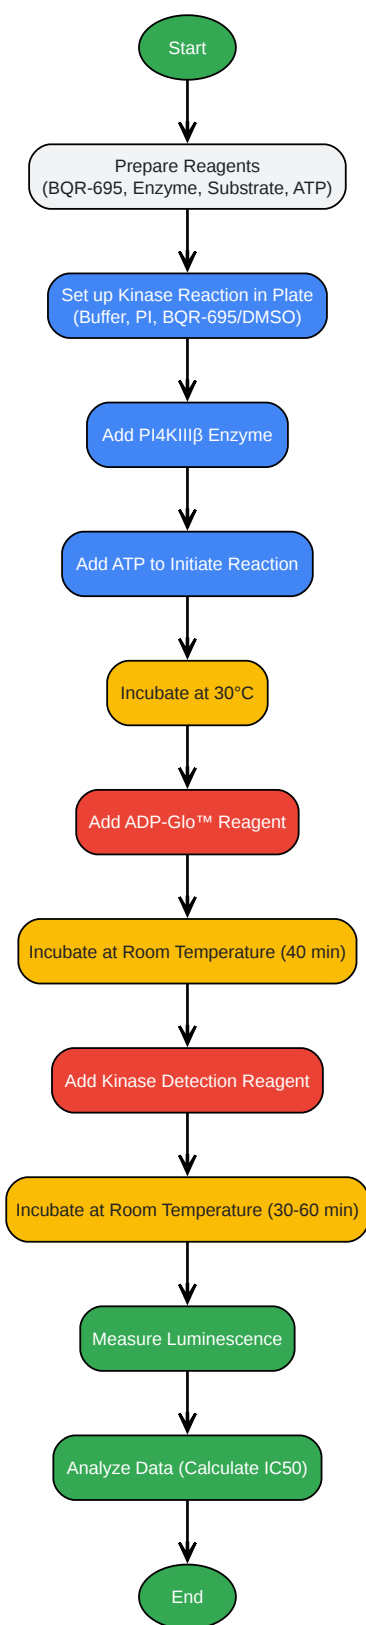 Start
Prepare Reagents
(BQR-695, Enzyme, Substrate, ATP)
Set up Kinase Reaction in Plate
(Buffer, PI, BQR-695/DMSO)
Add PI4KIIIβ Enzyme
Add ATP to Initiate Reaction
Incubate at 30°C
Add ADP-Glo™ Reagent
Incubate at Room Temperature (40 min)
Add Kinase Detection Reagent
Incubate at Room Temperature (30-60 min)
Measure Luminescence
Analyze Data (Calculate IC50)
End